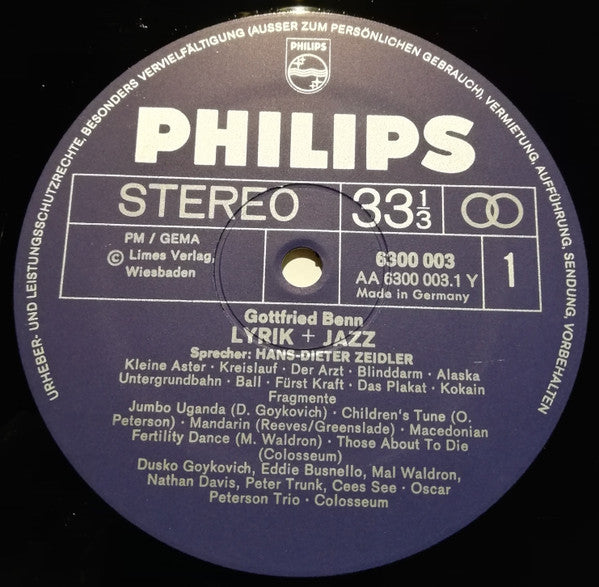 URHEBER- UND LEISTUNGSSCHUTZRECHTE, BESONDERS VERVIELFÄLTIGUNG (AUSSER ZUM PERSÖNLICHEN GEBRAUCH), VERMIETUNG, AUFFÜHRUNG, SENDUNG, VORBEHALTEN
PHILIPS
PHILIPS
STEREO 33 1/3
PM / GEMA
© Limes Verlag,
Wiesbaden
6300 003
AA 6300 003.1 Y
Made in Germany
1
Gottfried Benn
LYRIK + JAZZ
Sprecher: HANS-DIETER ZEIDLER
Kleine Aster · Kreislauf · Der Arzt · Blinddarm · Alaska
Untergrundbahn · Ball · Fürst Kraft · Das Plakat · Kokain
Fragmente
Jumbo Uganda (D. Goykovich) · Children's Tune (O.
Peterson) · Mandarin (Reeves/Greenslade) · Macedonian
Fertility Dance (M. Waldron) · Those About To Die
(Colosseum)
Dusko Goykovich, Eddie Busnello, Mal Waldron,
Nathan Davis, Peter Trunk, Cees See · Oscar
Peterson Trio · Colosseum